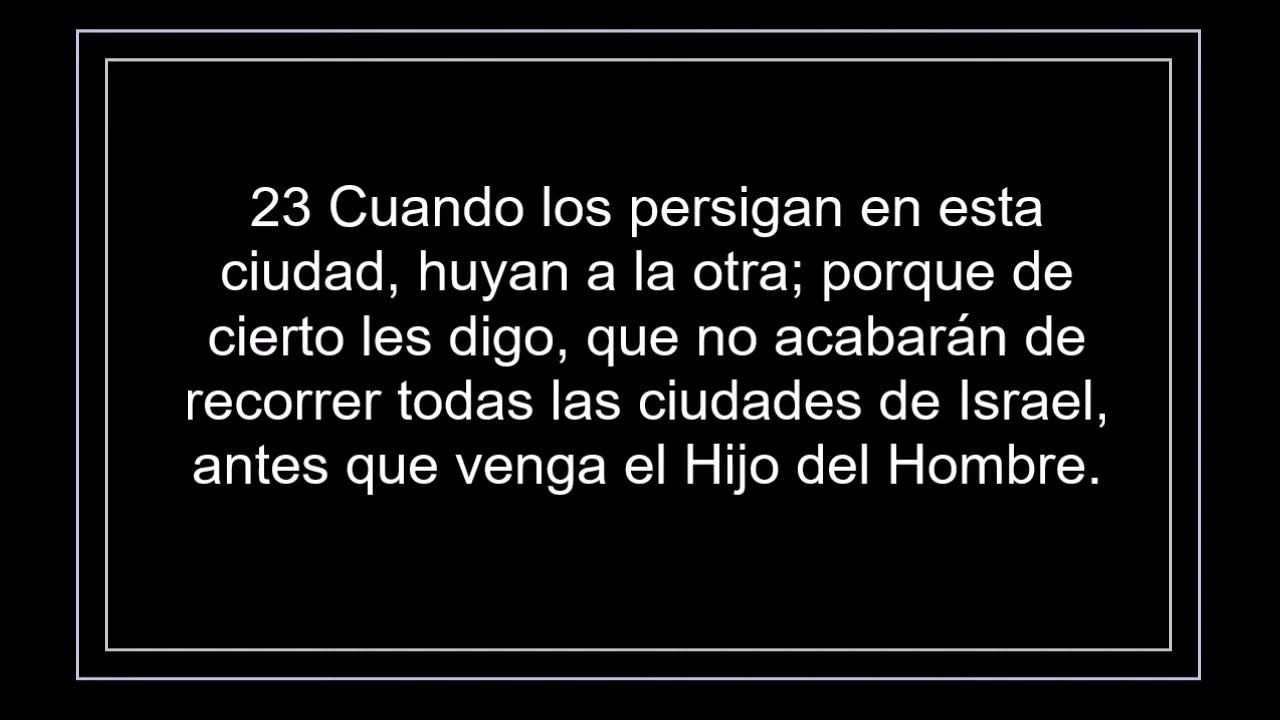 23 Cuando los persigan en esta
ciudad, huyan a la otra; porque de
cierto les digo, que no acabarán de
recorrer todas las ciudades de Israel,
antes que venga el Hijo del Hombre.